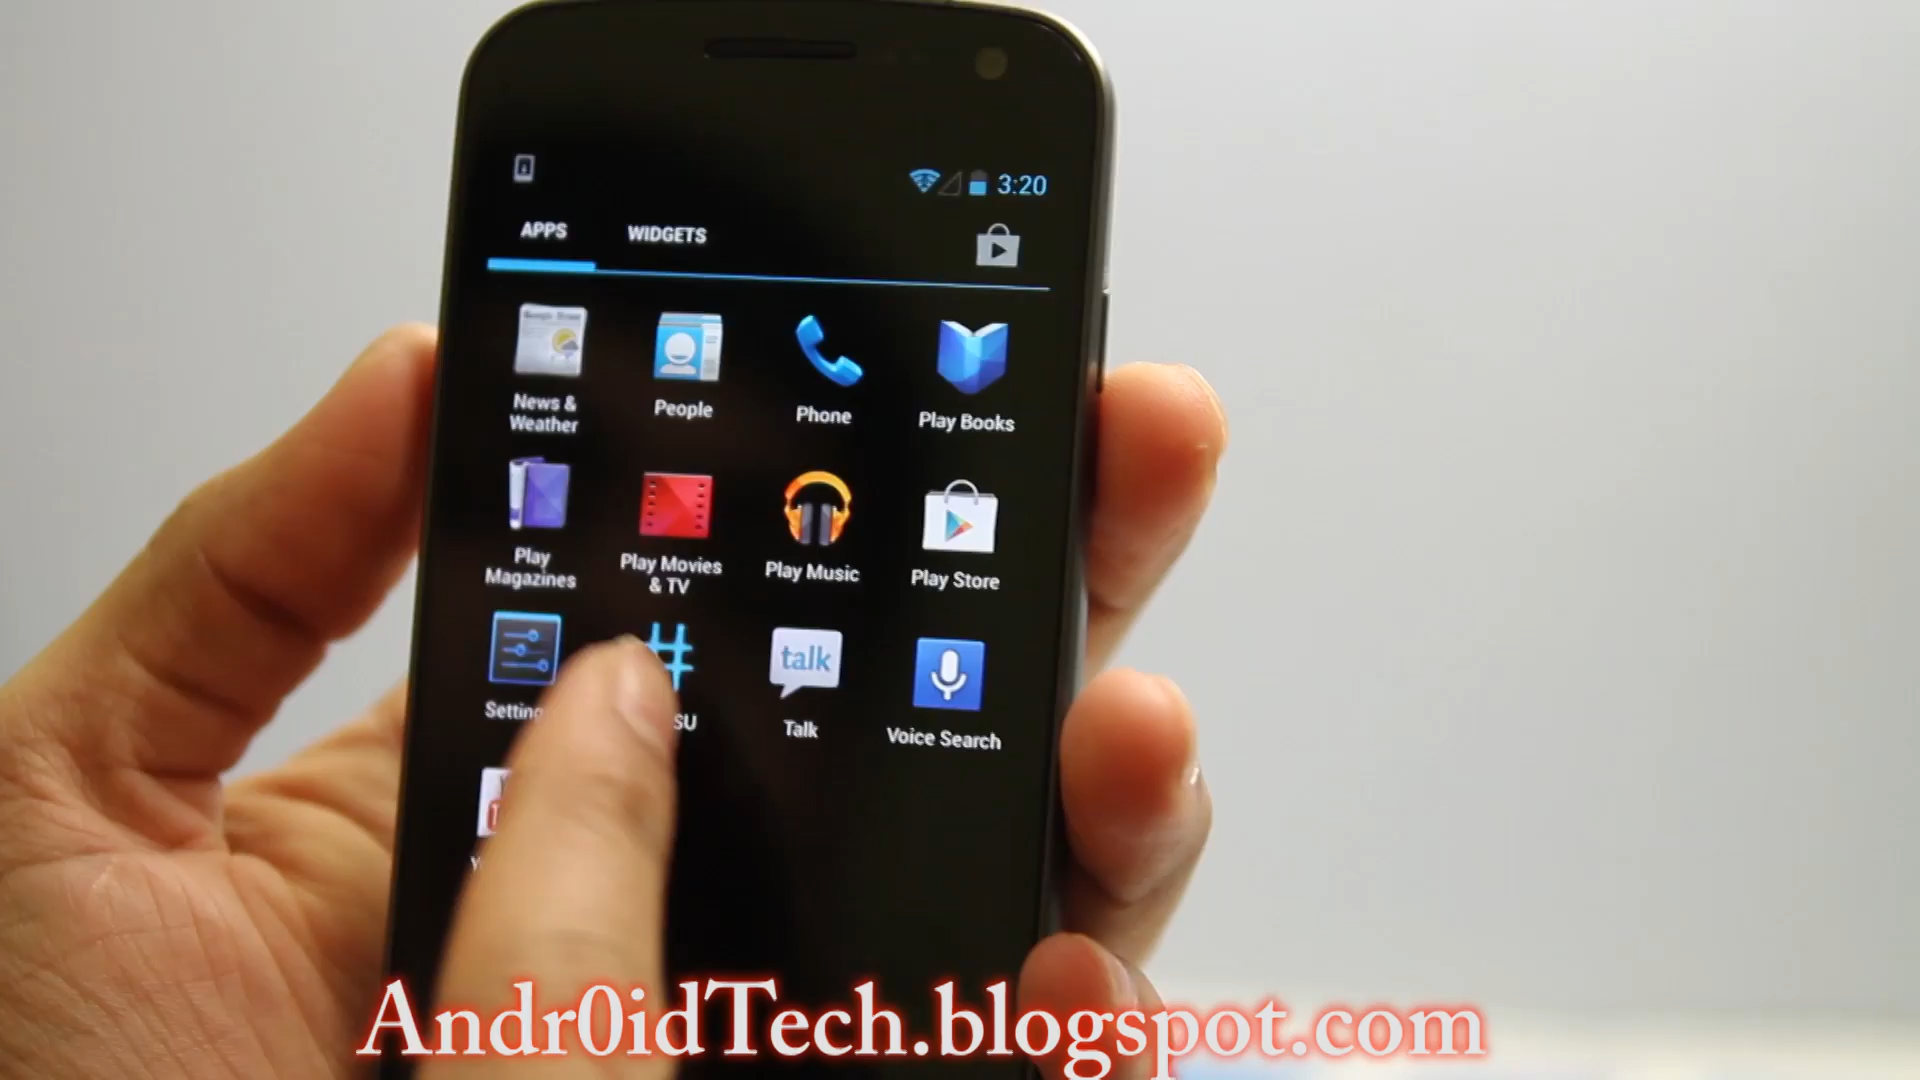 3:20
APPS WIDGETS
News &
Weather
People
Phone
Play Books
Play
Magazines
Play Movies
& TV
Play Music
Play Store
talk
SU
Talk
Voice Search
Andr0idTech.blogspot.com